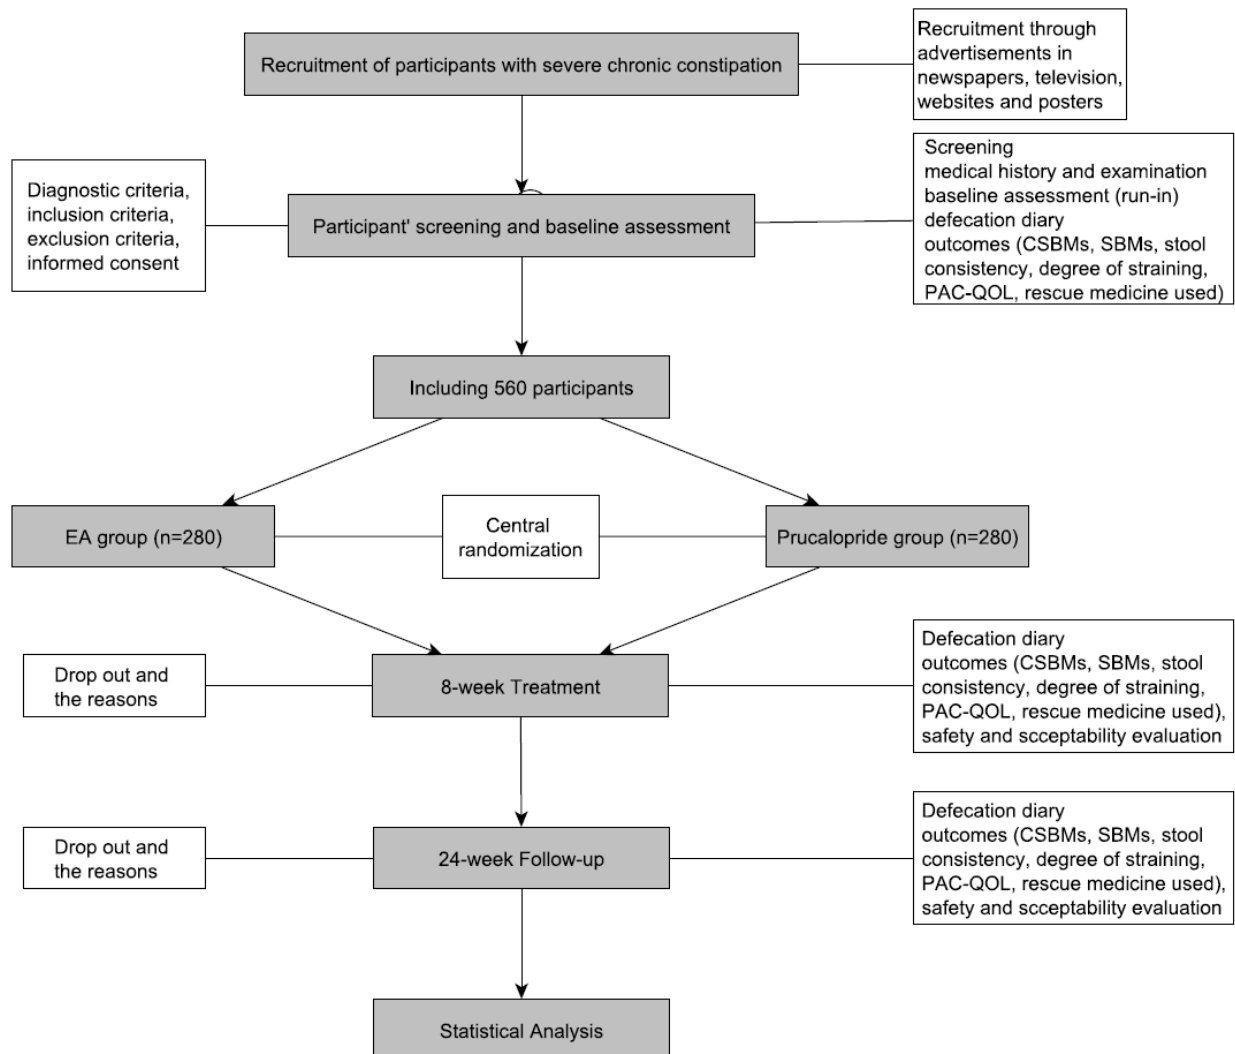 Recruitment of participants with severe chronic constipation
Recruitment through
advertisements in
newspapers, television,
websites and posters
Diagnostic criteria,
inclusion criteria,
exclusion criteria,
informed consent
Participant' screening and baseline assessment
Screening
medical history and examination
baseline assessment (run-in)
defecation diary
outcomes (CSBMs, SBMs, stool
consistency, degree of straining,
PAC-QOL, rescue medicine used)
Including 560 participants
EA group (n=280)
Central
randomization
Prucalopride group (n=280)
Drop out and
the reasons
8-week Treatment
Defecation diary
outcomes (CSBMs, SBMs, stool
consistency, degree of straining,
PAC-QOL, rescue medicine used),
safety and scceptability evaluation
Drop out and
the reasons
24-week Follow-up
Defecation diary
outcomes (CSBMs, SBMs, stool
consistency, degree of straining,
PAC-QOL, rescue medicine used),
safety and scceptability evaluation
Statistical Analysis